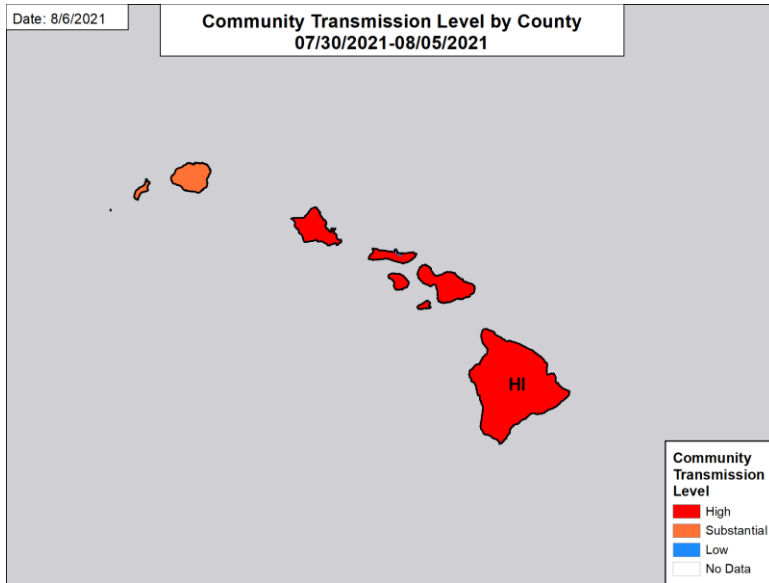 Date: 8/6/2021
Community Transmission Level by County
07/30/2021-08/05/2021
HI
Community
Transmission
Level
High
Substantial
Low
No Data